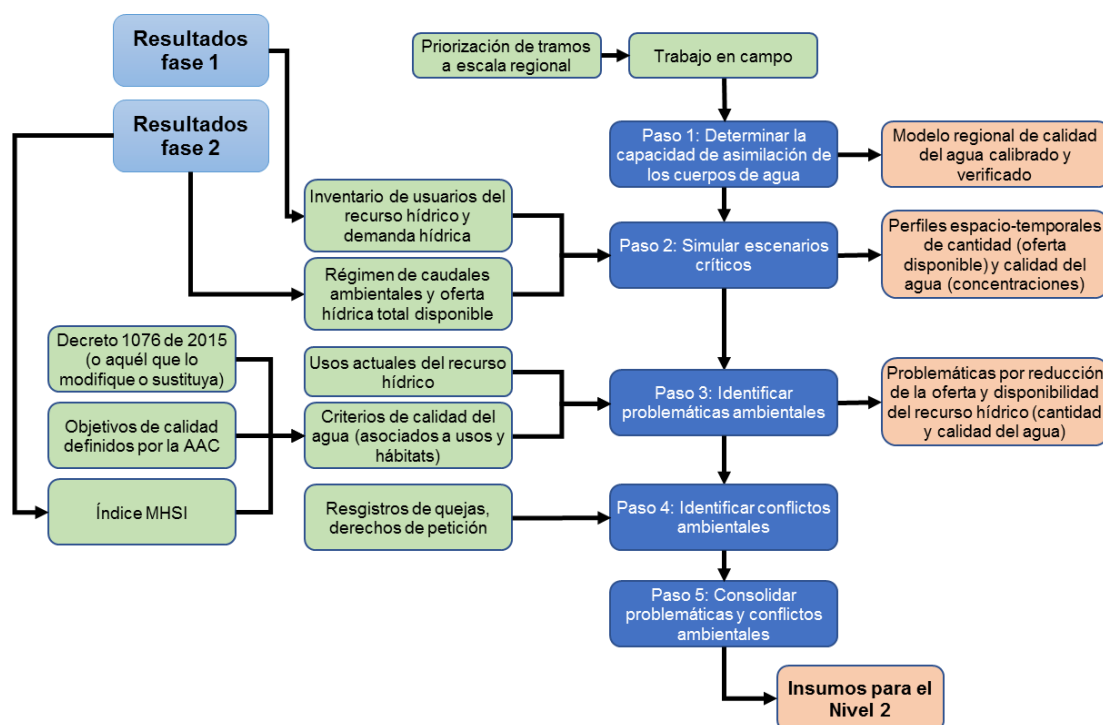 Resultados
fase 1
Resultados
fase 2
Priorización de tramos
a escala regional
Trabajo en campo
Paso 1: Determinar la
capacidad de asimilación de
los cuerpos de agua
Modelo regional de calidad
del agua calibrado y
verificado
Inventario de usuarios del
recurso hídrico y
demanda hídrica
Régimen de caudales
ambientales y oferta
hídrica total disponible
Paso 2: Simular escenarios
críticos
Perfiles espacio-temporales
de cantidad (oferta
disponible) y calidad del
agua (concentraciones)
Decreto 1076 de 2015
(o aquél que lo
modifique o sustituya)
Objetivos de calidad
definidos por la AAC
Índice MHSI
Usos actuales del recurso
hídrico
Criterios de calidad del
agua (asociados a usos y
hábitats)
Paso 3: Identificar
problemáticas ambientales
Problemáticas por reducción
de la oferta y disponibilidad
del recurso hídrico (cantidad
y calidad del agua)
Resgistros de quejas,
derechos de petición
Paso 4: Identificar conflictos
ambientales
Paso 5: Consolidar
problemáticas y conflictos
ambientales
Insumos para el
Nivel 2